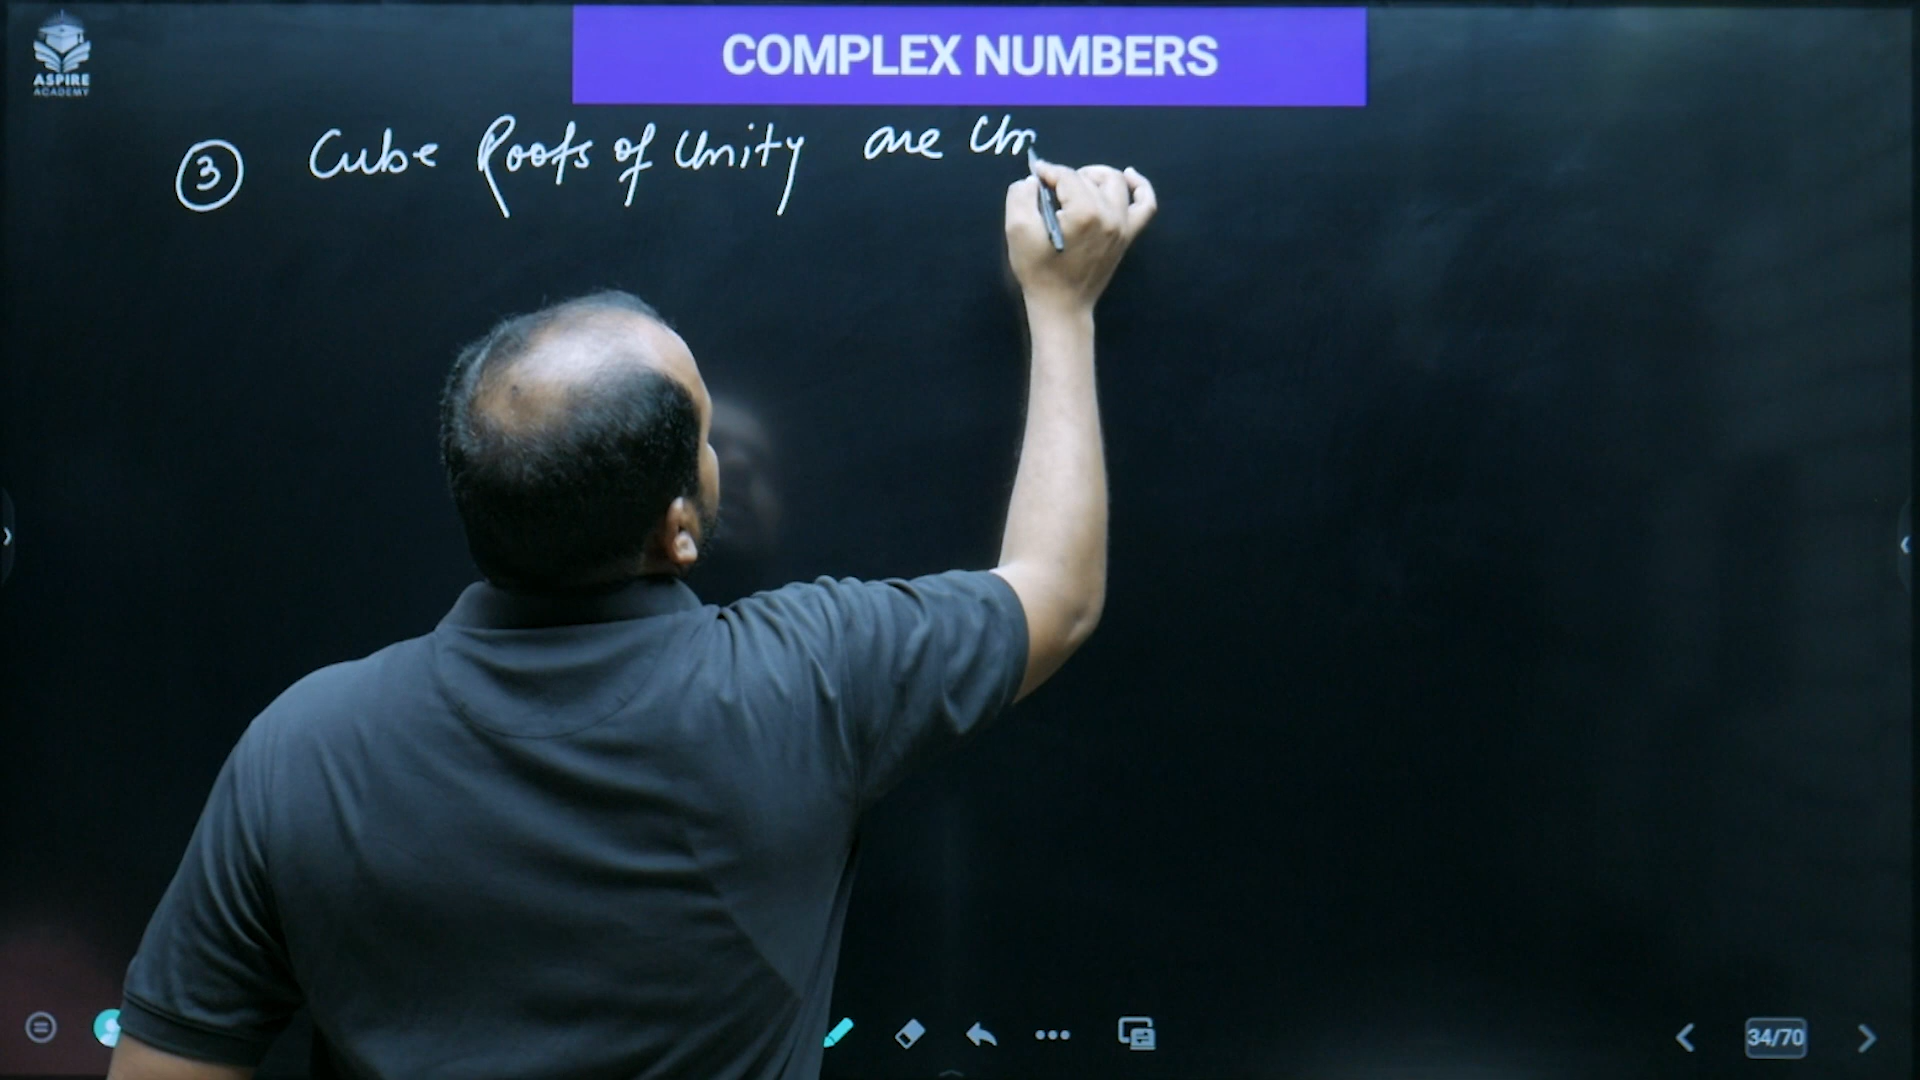 ASPIRE
ACADEMY
COMPLEX NUMBERS
3 Cube Roots of Unity are
34/70